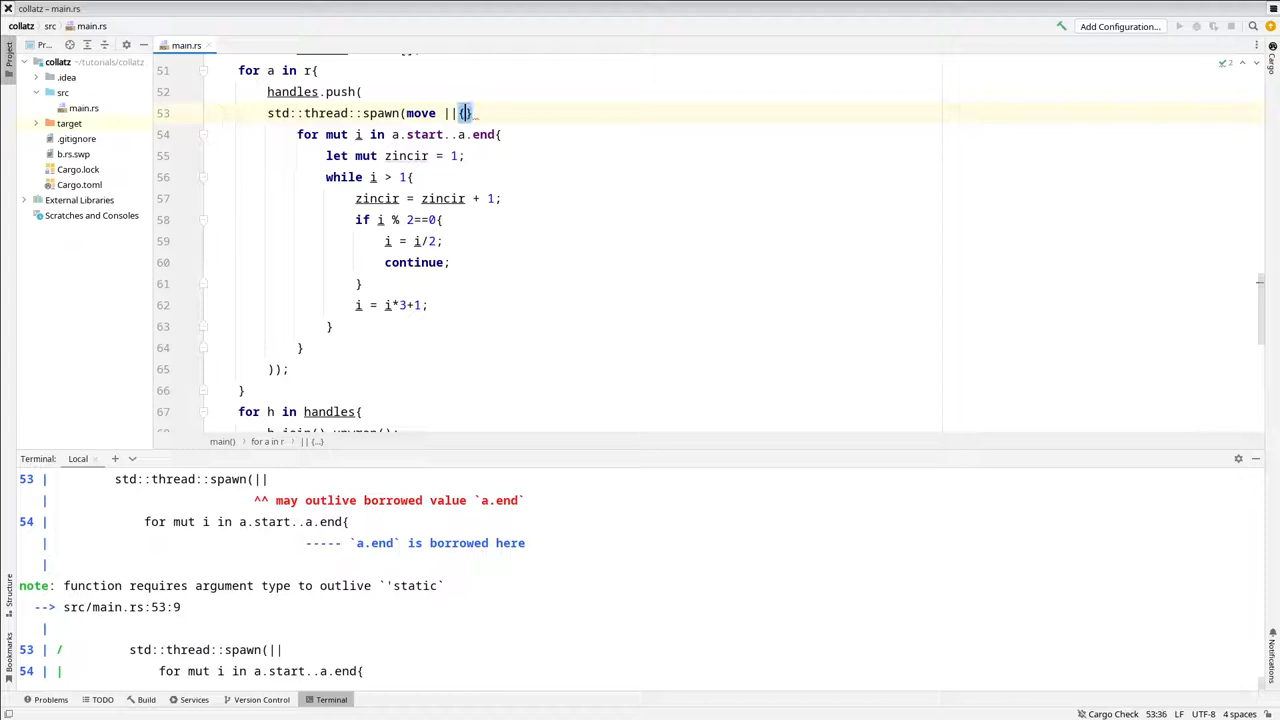 collatz – main.rs
collatz src main.rs
Add Configuration...
Pr...
main.rs
collatz ~/tutorials/collatz
.idea
src
main.rs
target
.gitignore
b.rs.swp
Cargo.lock
Cargo.toml
External Libraries
Scratches and Consoles
51 for a in r{
52 handles.push(
53 std::thread::spawn(move ||{}
54 for mut i in a.start..a.end{
55 let mut zincir = 1;
56 while i > 1{
57 zincir = zincir + 1;
58 if i % 2==0{
59 i = i/2;
60 continue;
61 }
62 i = i*3+1;
63 }
64 }
65 ));
66 }
67 for h in handles{
2
main() for a in r || {...}
Project
Cargo
Notifications
Structure
Bookmarks
Terminal: Local
53 | std::thread::spawn(||
| ^^ may outlive borrowed value `a.end`
54 | for mut i in a.start..a.end{
| ----- `a.end` is borrowed here
|
note: function requires argument type to outlive `'static`
--> src/main.rs:53:9
|
53 | / std::thread::spawn(||
54 | | for mut i in a.start..a.end{
Problems TODO Build Services Version Control Terminal
Cargo Check 53:36 LF UTF-8 4 spaces